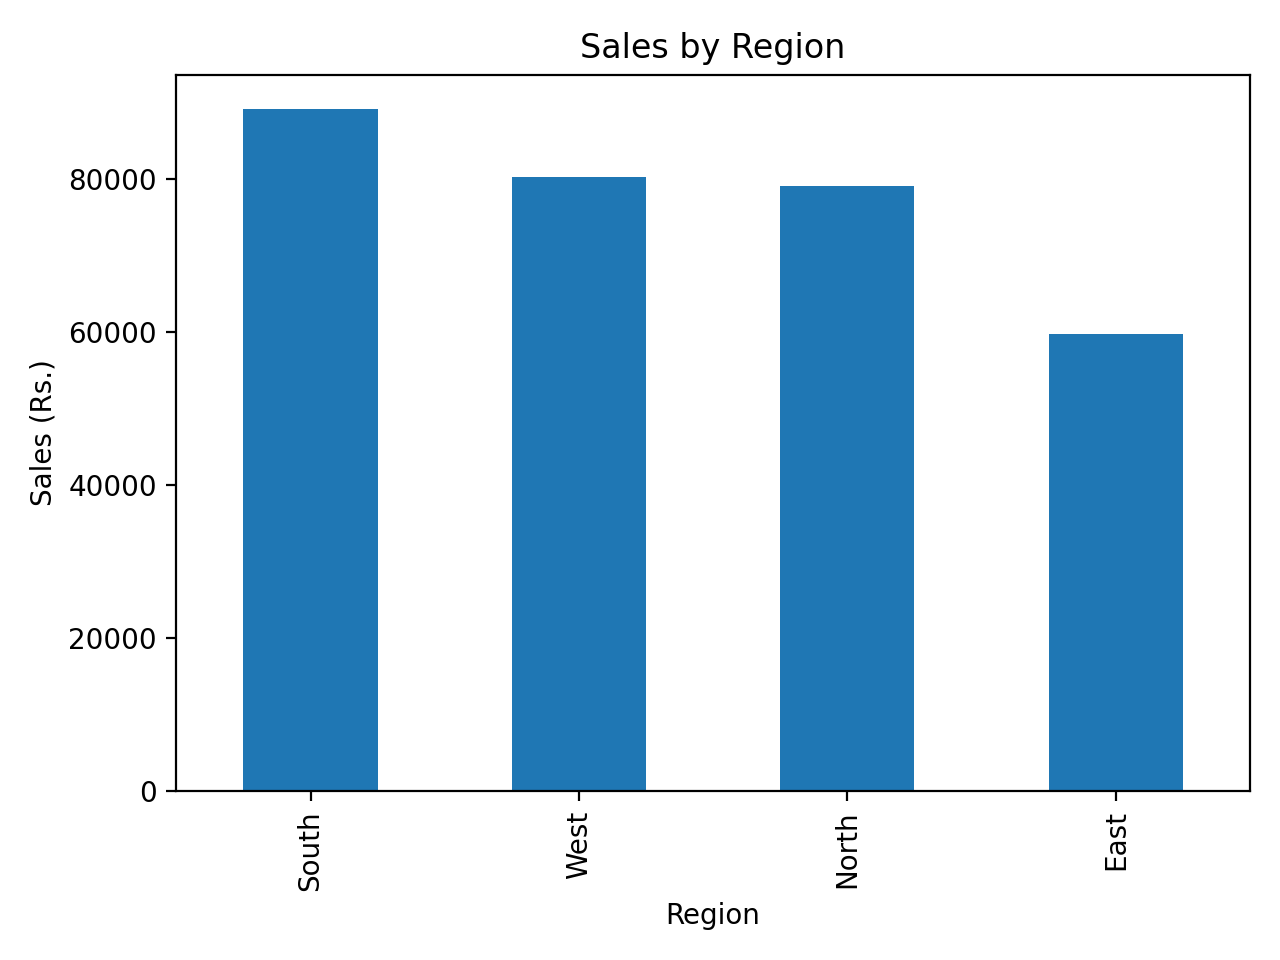 Sales by Region
Sales (Rs.)
80000
60000
40000
20000
0
South
West
North
East
Region